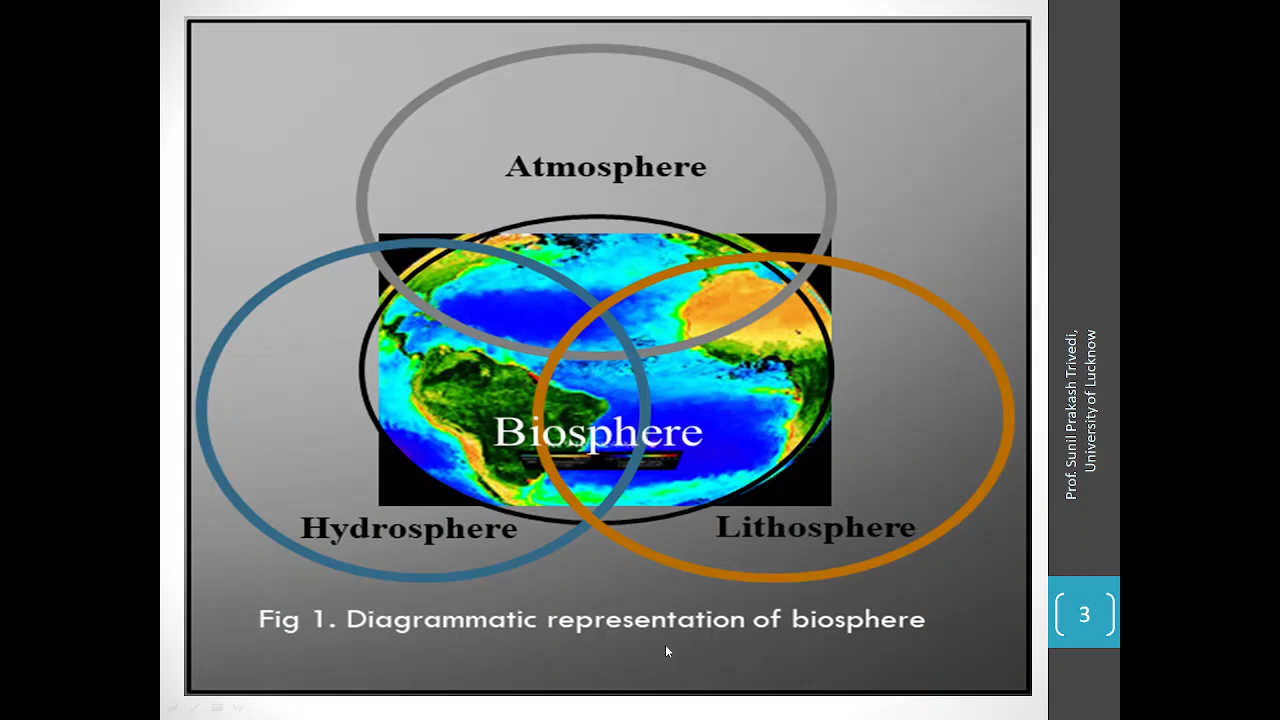 Atmosphere
Biosphere
Hydrosphere
Lithosphere
Fig 1. Diagrammatic representation of biosphere
Prof. Sunil Prakash Trivedi,
University of Lucknow
3